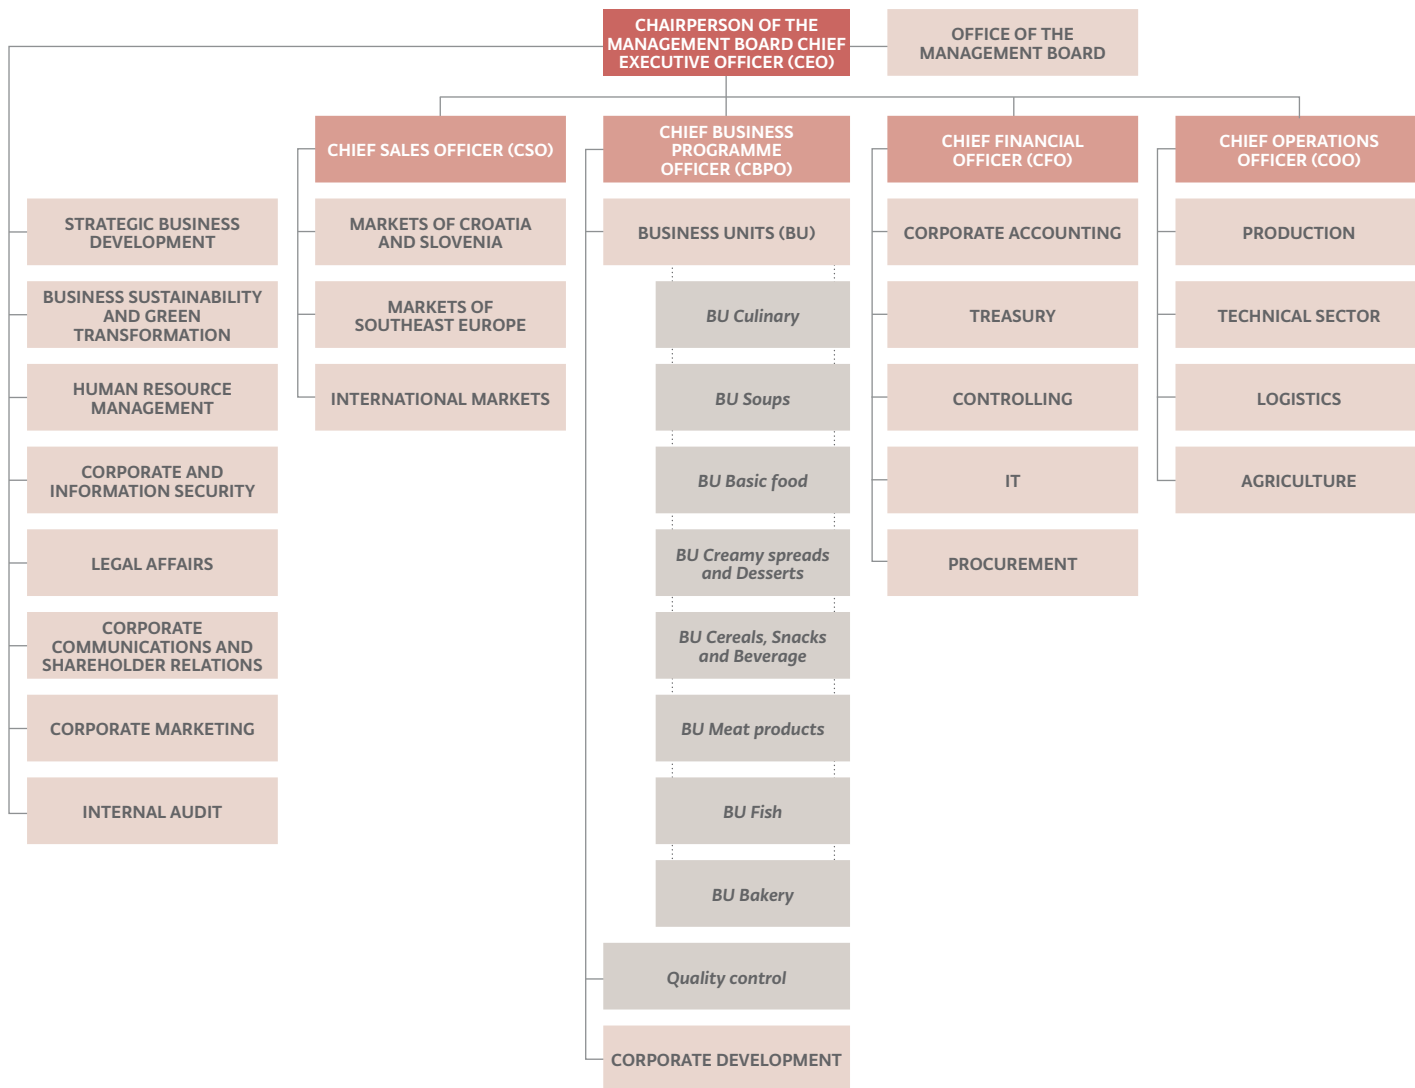 CHAIRPERSON OF THE
MANAGEMENT BOARD CHIEF
EXECUTIVE OFFICER (CEO)
OFFICE OF THE
MANAGEMENT BOARD
STRATEGIC BUSINESS
DEVELOPMENT
BUSINESS SUSTAINABILITY
AND GREEN
TRANSFORMATION
HUMAN RESOURCE
MANAGEMENT
CORPORATE AND
INFORMATION SECURITY
LEGAL AFFAIRS
CORPORATE
COMMUNICATIONS AND
SHAREHOLDER RELATIONS
CORPORATE MARKETING
INTERNAL AUDIT
CHIEF SALES OFFICER (CSO)
MARKETS OF CROATIA
AND SLOVENIA
MARKETS OF
SOUTHEAST EUROPE
INTERNATIONAL MARKETS
CHIEF BUSINESS
PROGRAMME
OFFICER (CBPO)
BUSINESS UNITS (BU)
BU Culinary
BU Soups
BU Basic food
BU Creamy spreads
and Desserts
BU Cereals, Snacks
and Beverage
BU Meat products
BU Fish
BU Bakery
Quality control
CORPORATE DEVELOPMENT
CHIEF FINANCIAL
OFFICER (CFO)
CORPORATE ACCOUNTING
TREASURY
CONTROLLING
IT
PROCUREMENT
CHIEF OPERATIONS
OFFICER (COO)
PRODUCTION
TECHNICAL SECTOR
LOGISTICS
AGRICULTURE